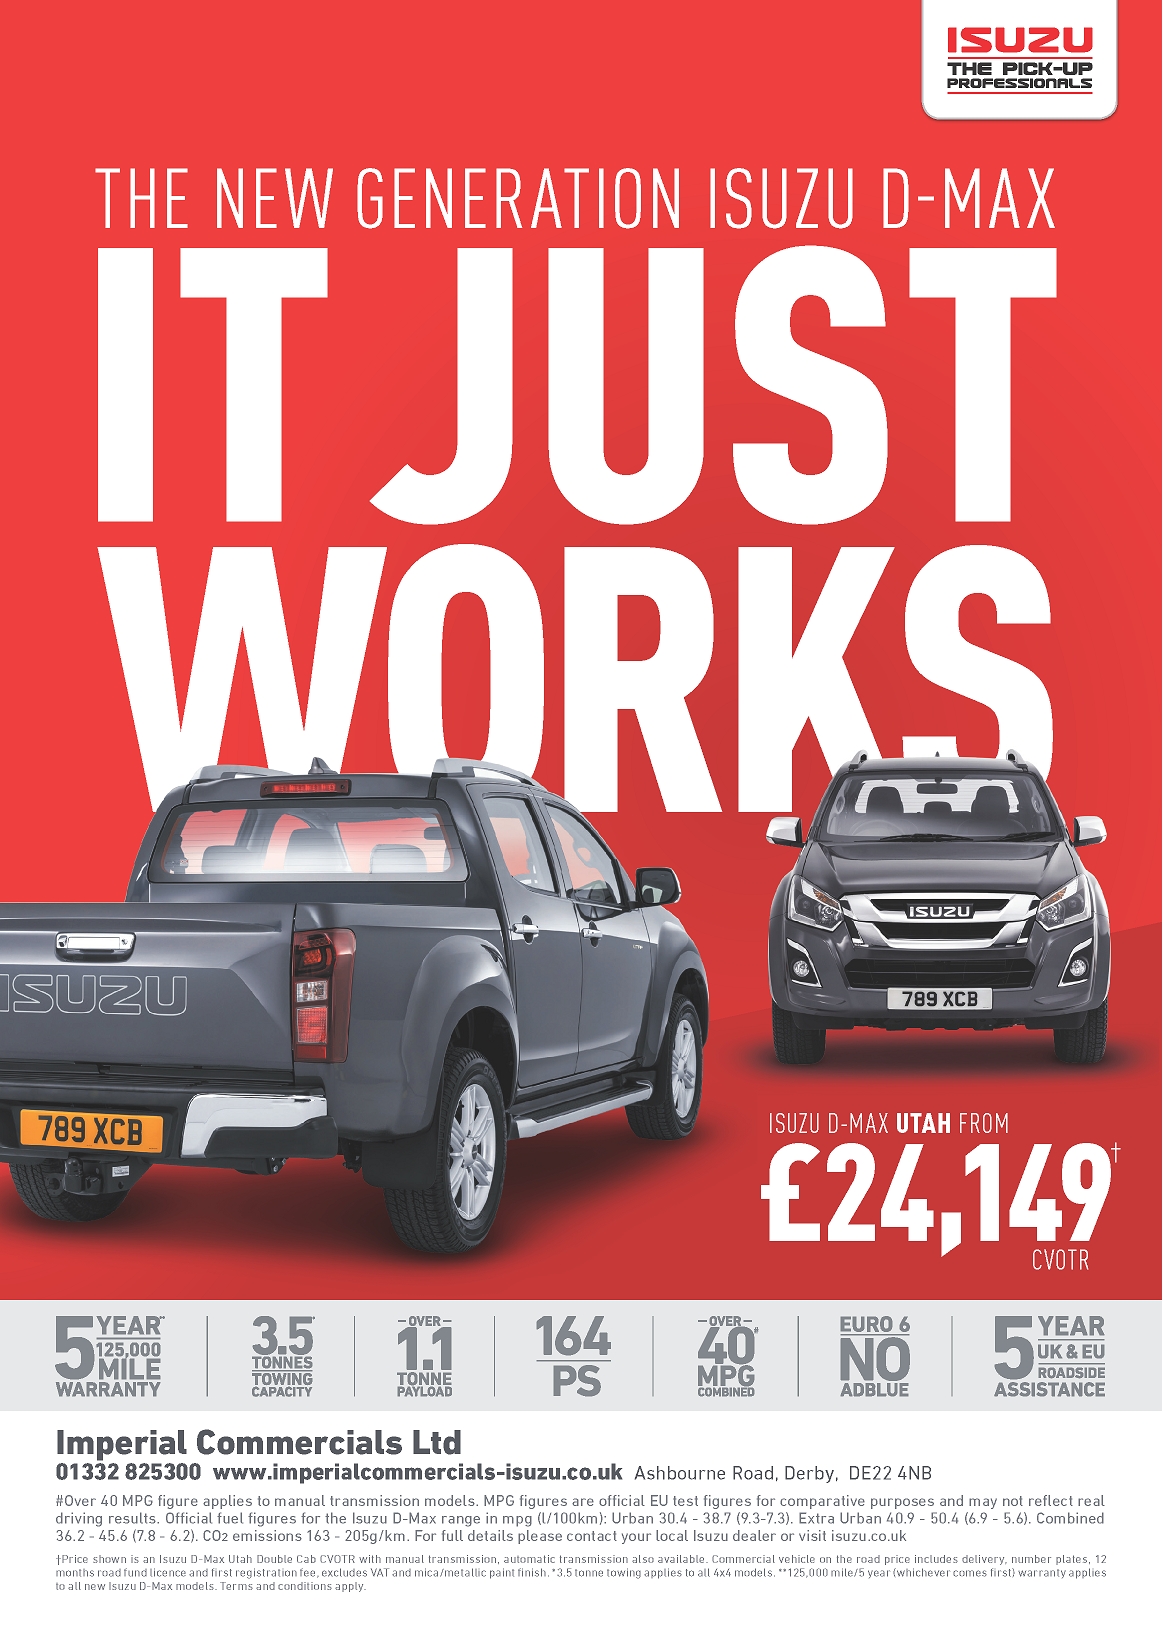 ISUZU
THE PICK-UP
PROFESSIONALS
THE NEW GENERATION ISUZU D-MAX
IT JUST
WORKS
ISUZU
789 XCB
ISUZU
789 XCB
ISUZU D-MAX UTAH FROM
£24,149†
CVOTR
5 YEAR**
125,000
MILE
WARRANTY
3.5*
TONNES
TOWING
CAPACITY
OVER
1.1
TONNE
PAYLOAD
164
PS
OVER
40#
MPG
COMBINED
EURO 6
NO
ADBLUE
5 YEAR
UK & EU
ROADSIDE
ASSISTANCE
Imperial Commercials Ltd
01332 825300 www.imperialcommercials-isuzu.co.uk Ashbourne Road, Derby, DE22 4NB
#Over 40 MPG figure applies to manual transmission models. MPG figures are official EU test figures for comparative purposes and may not reflect real
driving results. Official fuel figures for the Isuzu D-Max range in mpg (l/100km): Urban 30.4 - 38.7 (9.3-7.3). Extra Urban 40.9 - 50.4 (6.9 - 5.6). Combined
36.2 - 45.6 (7.8 - 6.2). CO2 emissions 163 - 205g/km. For full details please contact your local Isuzu dealer or visit isuzu.co.uk
†Price shown is an Isuzu D-Max Utah Double Cab CVOTR with manual transmission, automatic transmission also available. Commercial vehicle on the road price includes delivery, number plates, 12
months road fund licence and first registration fee, excludes VAT and mica/metallic paint finish. *3.5 tonne towing applies to all 4x4 models. **125,000 mile/5 year (whichever comes first) warranty applies
to all new Isuzu D-Max models. Terms and conditions apply.